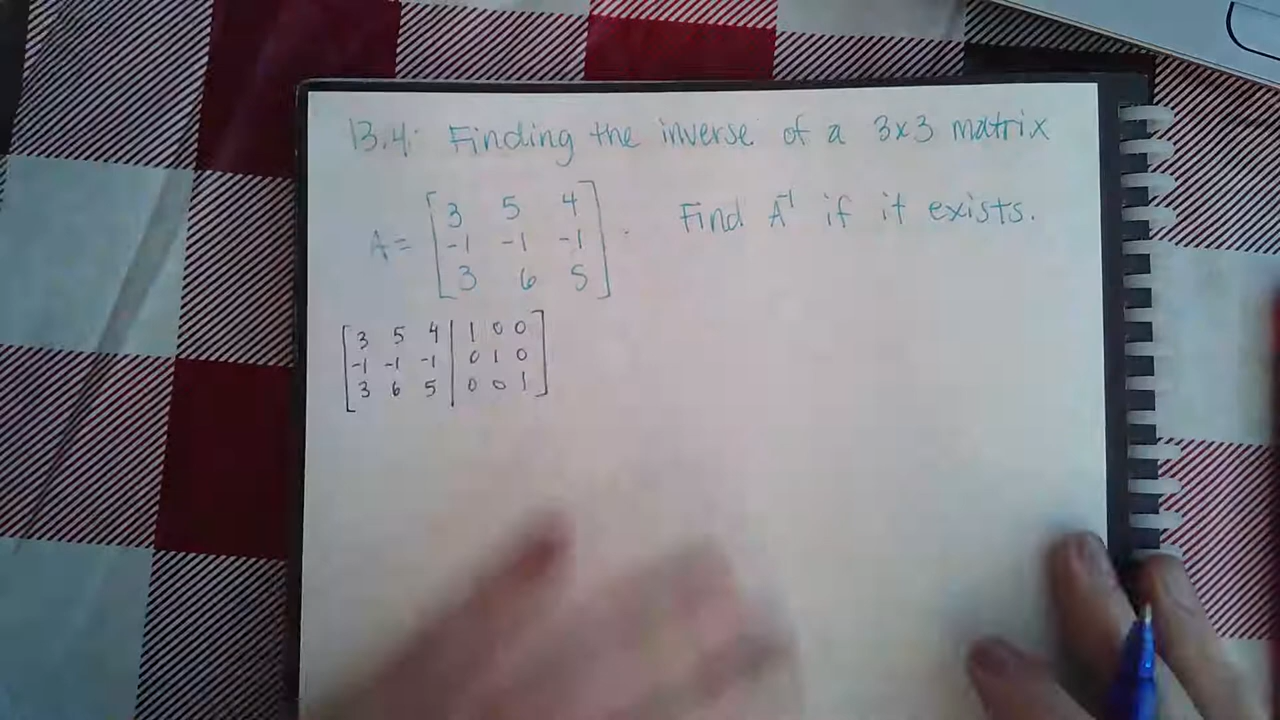 13.4: Finding the inverse of a 3x3 matrix
A = [3 5 4
-1 -1 -1
3 6 5]. Find A⁻¹ if it exists.
[3 5 4 | 1 0 0
-1 -1 -1 | 0 1 0
3 6 5 | 0 0 1]